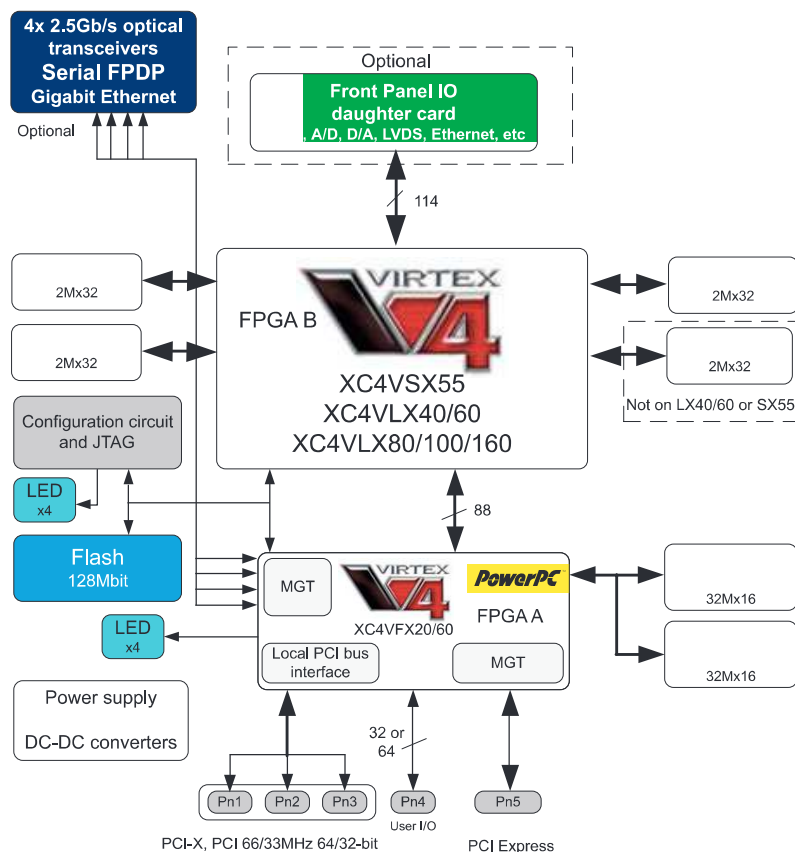 4x 2.5Gb/s optical
transceivers
Serial FPDP
Gigabit Ethernet
Optional
Optional
Front Panel IO
daughter card
, A/D, D/A, LVDS, Ethernet, etc
114
2Mx32
2Mx32
FPGA B
VIRTEX
4
XC4VSX55
XC4VLX40/60
XC4VLX80/100/160
2Mx32
2Mx32
Not on LX40/60 or SX55
Configuration circuit
and JTAG
LED
x4
Flash
128Mbit
88
MGT
VIRTEX
4
XC4VFX20/60
PowerPC
FPGA A
Local PCI bus
interface
MGT
32Mx16
32Mx16
LED
x4
Power supply
DC-DC converters
32 or
64
Pn1
Pn2
Pn3
Pn4
Pn5
User I/O
PCI-X, PCI 66/33MHz 64/32-bit
PCI Express